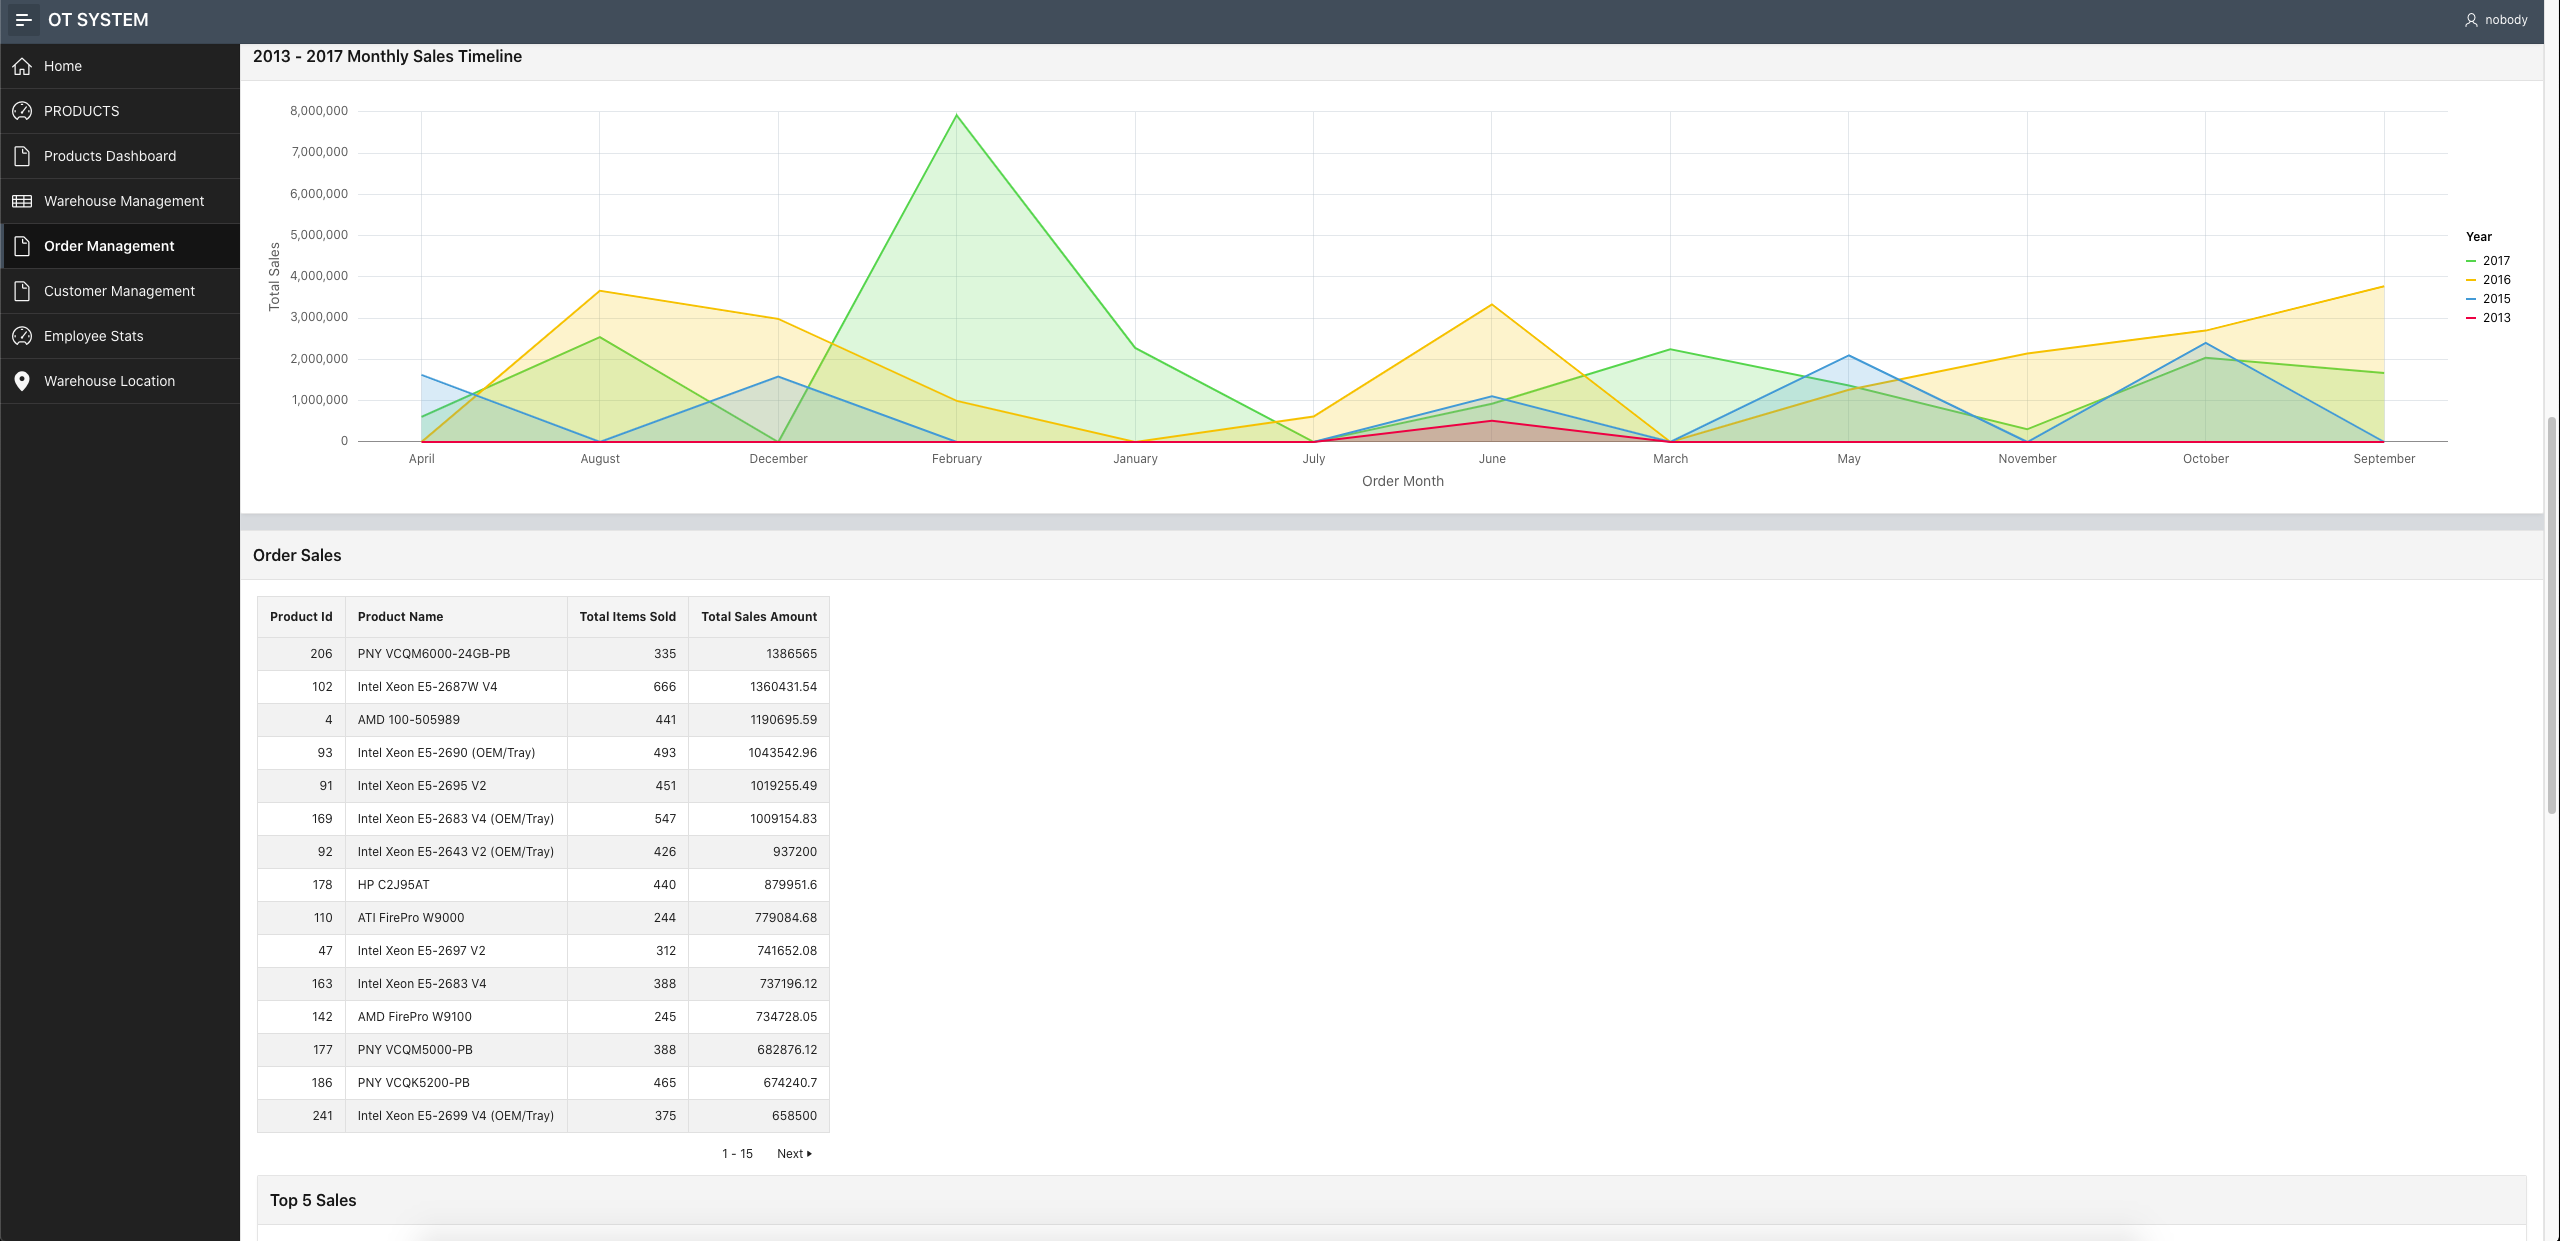 OT SYSTEM
nobody
Home
PRODUCTS
Products Dashboard
Warehouse Management
Order Management
Customer Management
Employee Stats
Warehouse Location
2013 - 2017 Monthly Sales Timeline
8,000,000
7,000,000
6,000,000
5,000,000
4,000,000
3,000,000
2,000,000
1,000,000
0
Total Sales
April August December February January July June March May November October September
Order Month
Year
2017
2016
2015
2013
Order Sales
Product Id Product Name Total Items Sold Total Sales Amount
206 PNY VCQM6000-24GB-PB 335 1386565
102 Intel Xeon E5-2687W V4 666 1360431.54
4 AMD 100-505989 441 1190695.59
93 Intel Xeon E5-2690 (OEM/Tray) 493 1043542.96
91 Intel Xeon E5-2695 V2 451 1019255.49
169 Intel Xeon E5-2683 V4 (OEM/Tray) 547 1009154.83
92 Intel Xeon E5-2643 V2 (OEM/Tray) 426 937200
178 HP C2J95AT 440 879951.6
110 ATI FirePro W9000 244 779084.68
47 Intel Xeon E5-2697 V2 312 741652.08
163 Intel Xeon E5-2683 V4 388 737196.12
142 AMD FirePro W9100 245 734728.05
177 PNY VCQM5000-PB 388 682876.12
186 PNY VCQK5200-PB 465 674240.7
241 Intel Xeon E5-2699 V4 (OEM/Tray) 375 658500
1 - 15 Next
Top 5 Sales